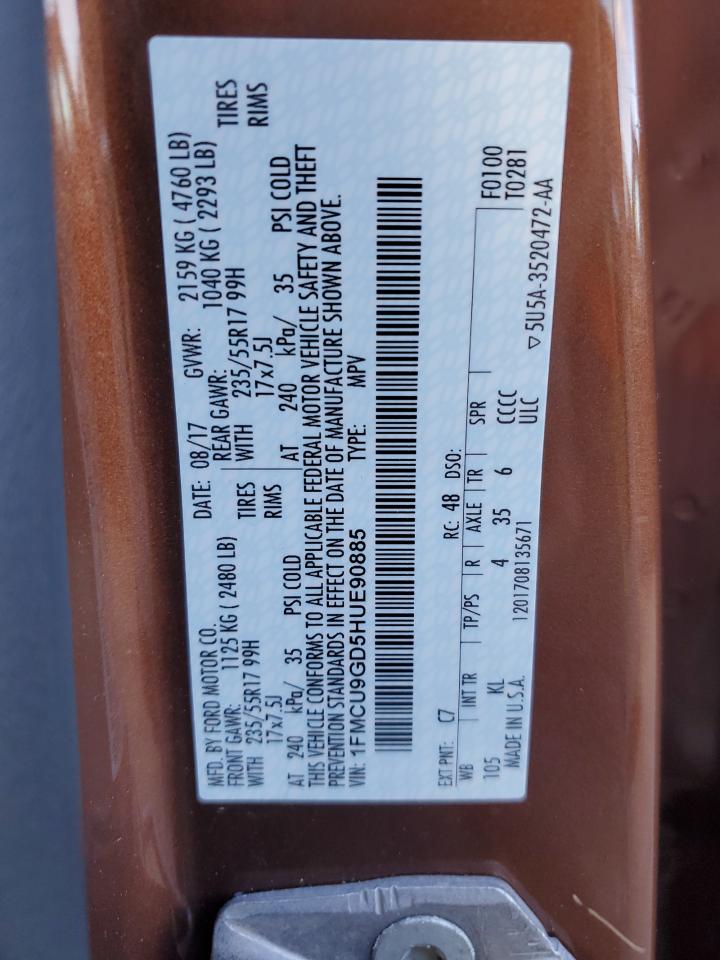 MFD. BY FORD MOTOR CO. DATE: 08/17 GVWR: 2159 KG ( 4760 LB)
FRONT GAWR: 1125 KG ( 2480 LB) REAR GAWR: 1040 KG ( 2293 LB)
WITH 235/55R17 99H TIRES WITH 235/55R17 99H TIRES
17x7.5J RIMS 17x7.5J RIMS
AT 240 kPa/ 35 PSI COLD AT 240 kPa/ 35 PSI COLD
THIS VEHICLE CONFORMS TO ALL APPLICABLE FEDERAL MOTOR VEHICLE SAFETY AND THEFT
PREVENTION STANDARDS IN EFFECT ON THE DATE OF MANUFACTURE SHOWN ABOVE.
VIN: 1FMCU9GD5HUE90885 TYPE: MPV
EXT PNT: C7 RC: 48 DSO:
WB INT TR TP/PS R AXLE TR SPR F0100
105 KL 4 35 6 CCCC T0281
MADE IN U.S.A. 1201708135671 ULC ▽5U5A-3520472-AA